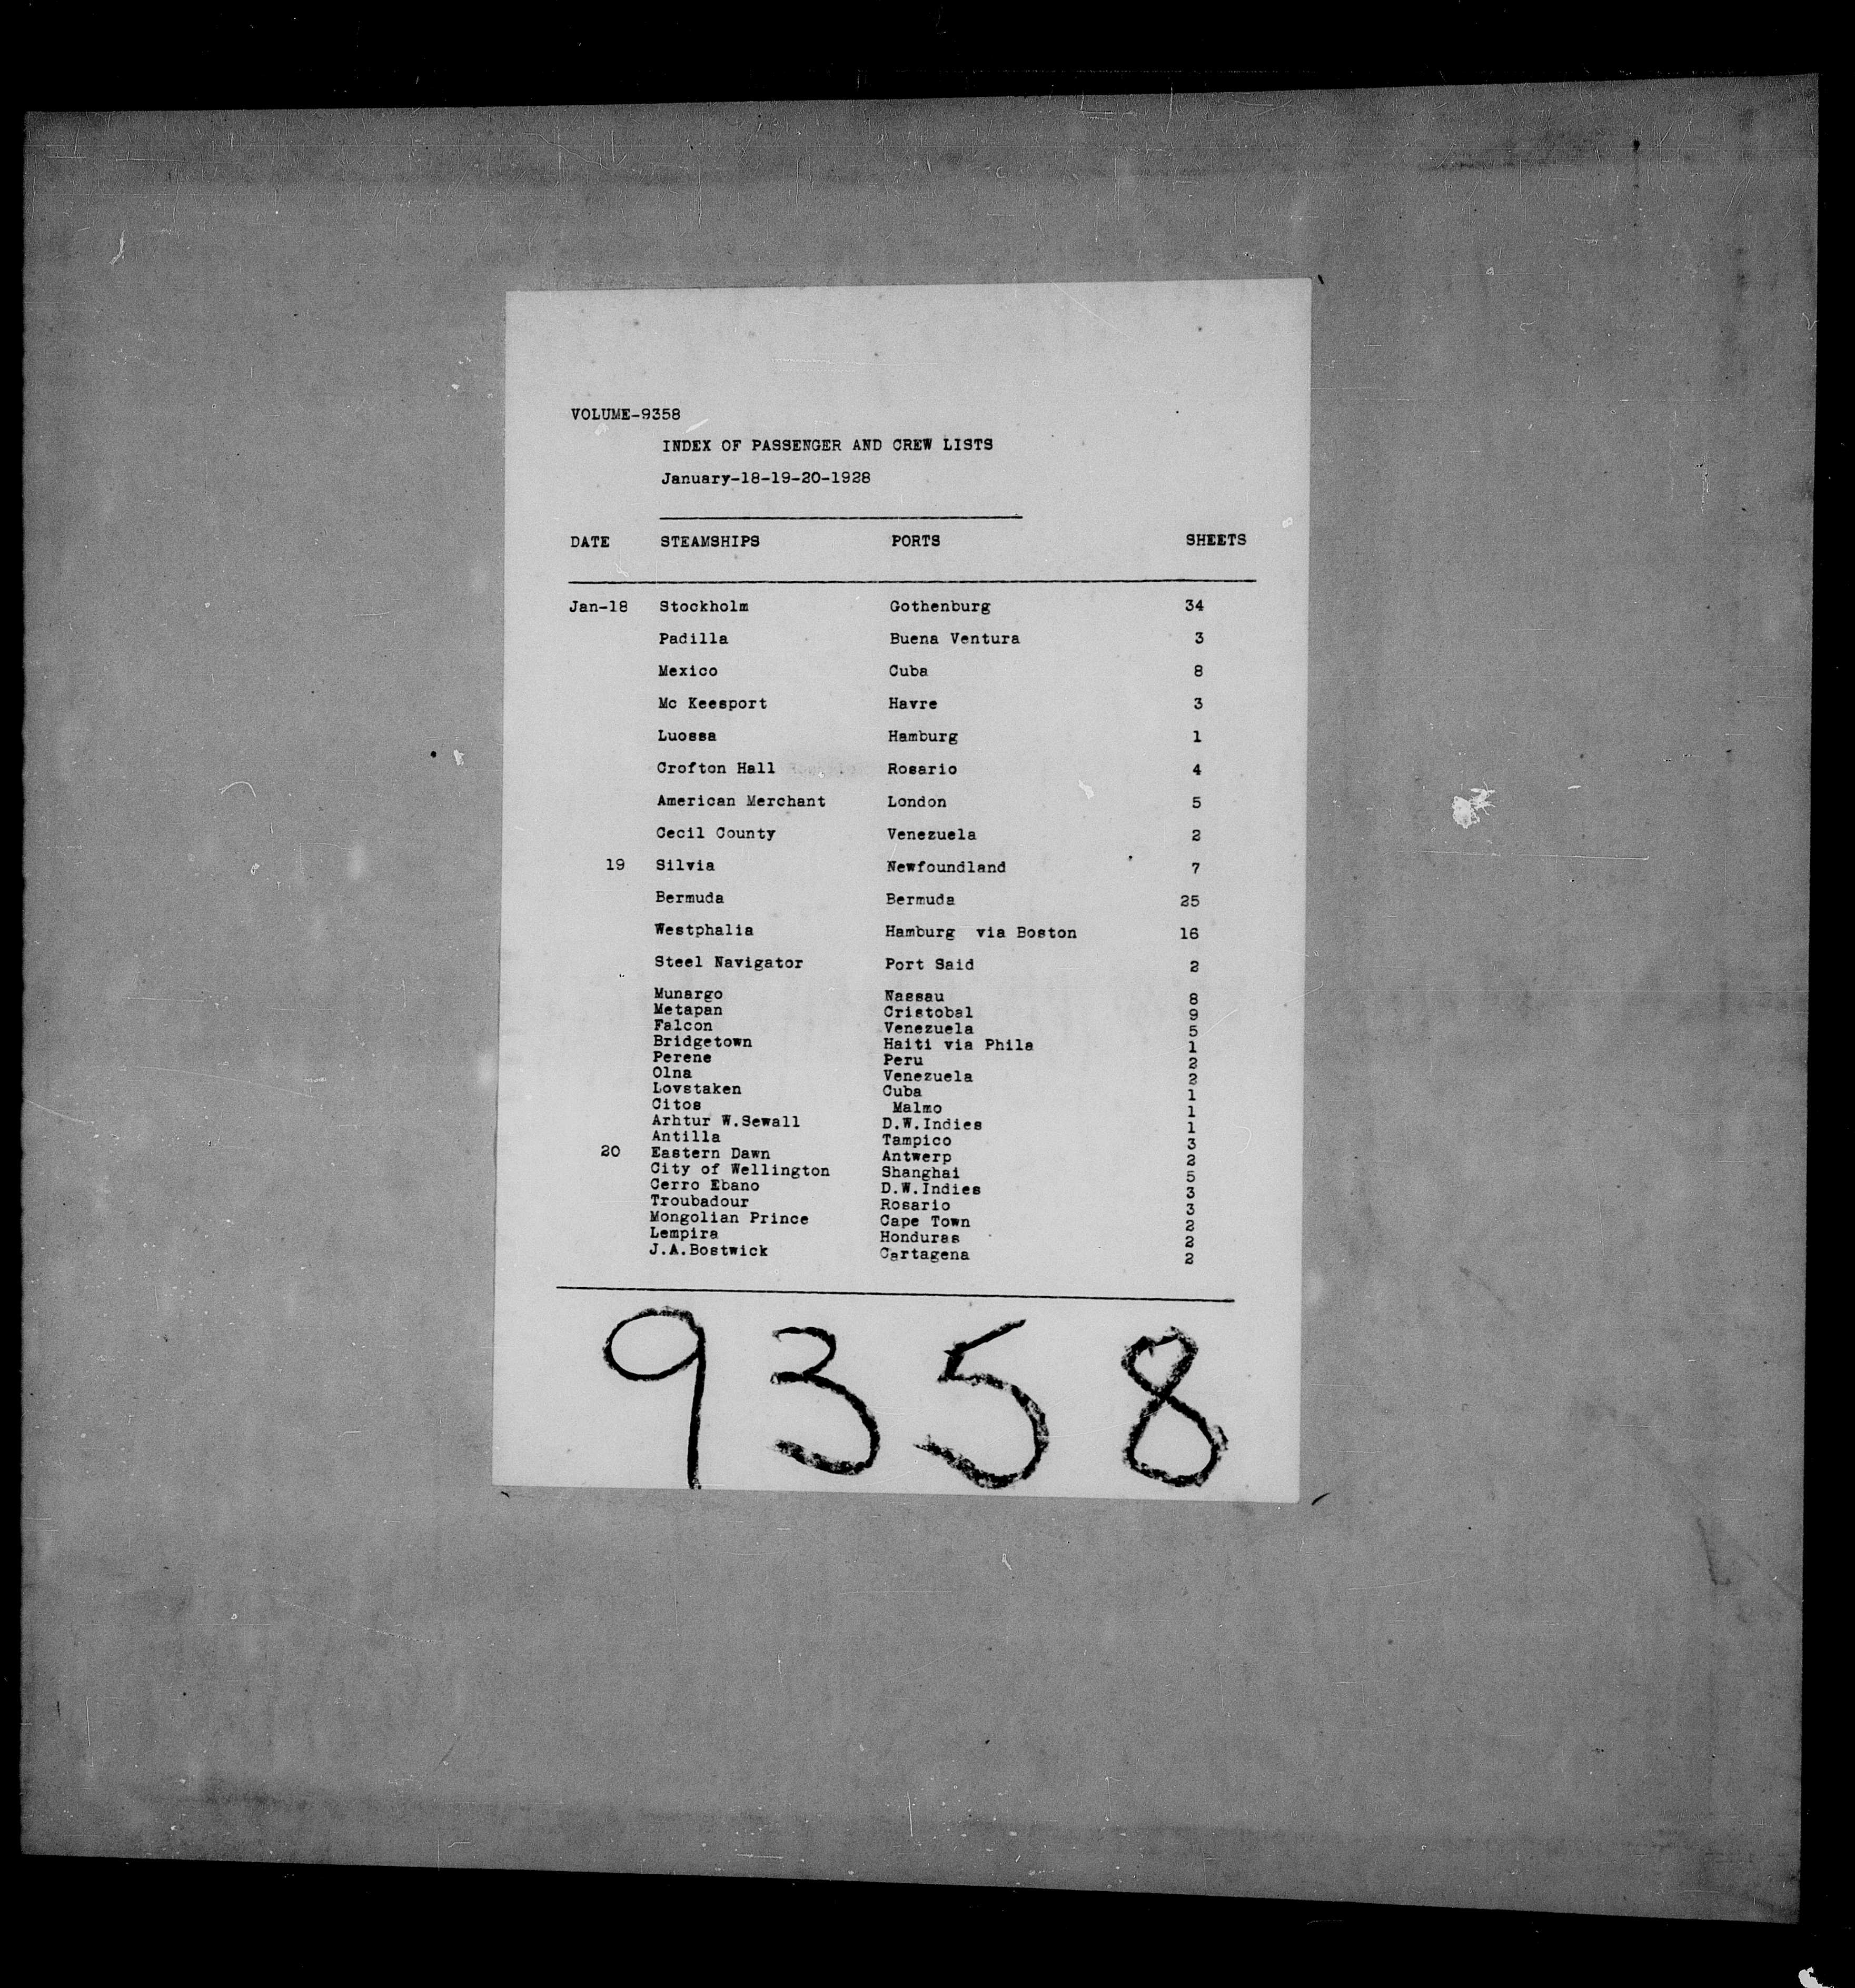 VOLUME-9358
INDEX OF PASSENGER AND CREW LISTS
January-18-19-20-1928
DATE STEAMSHIPS PORTS SHEETS
Jan-18 Stockholm Gothenburg 34
Padilla Buena Ventura 3
Mexico Cuba 8
Mc Keesport Havre 3
Luossa Hamburg 1
Crofton Hall Rosario 4
American Merchant London 5
Cecil County Venezuela 2
19 Silvia Newfoundland 7
Bermuda Bermuda 25
Westphalia Hamburg via Boston 16
Steel Navigator Port Said 2
Munargo Nassau 8
Metapan Cristobal 9
Falcon Venezuela 5
Bridgetown Haiti via Phila 1
Perene Peru 2
Olna Venezuela 2
Lovstaken Cuba 1
Citos Malmo 1
Arhtur W.Sewall D.W.Indies 1
Antilla Tampico 3
20 Eastern Dawn Antwerp 2
City of Wellington Shanghai 5
Cerro Ebano D.W.Indies 3
Troubadour Rosario 3
Mongolian Prince Cape Town 2
Lempira Honduras 2
J.A.Bostwick Cartagena 2
9358